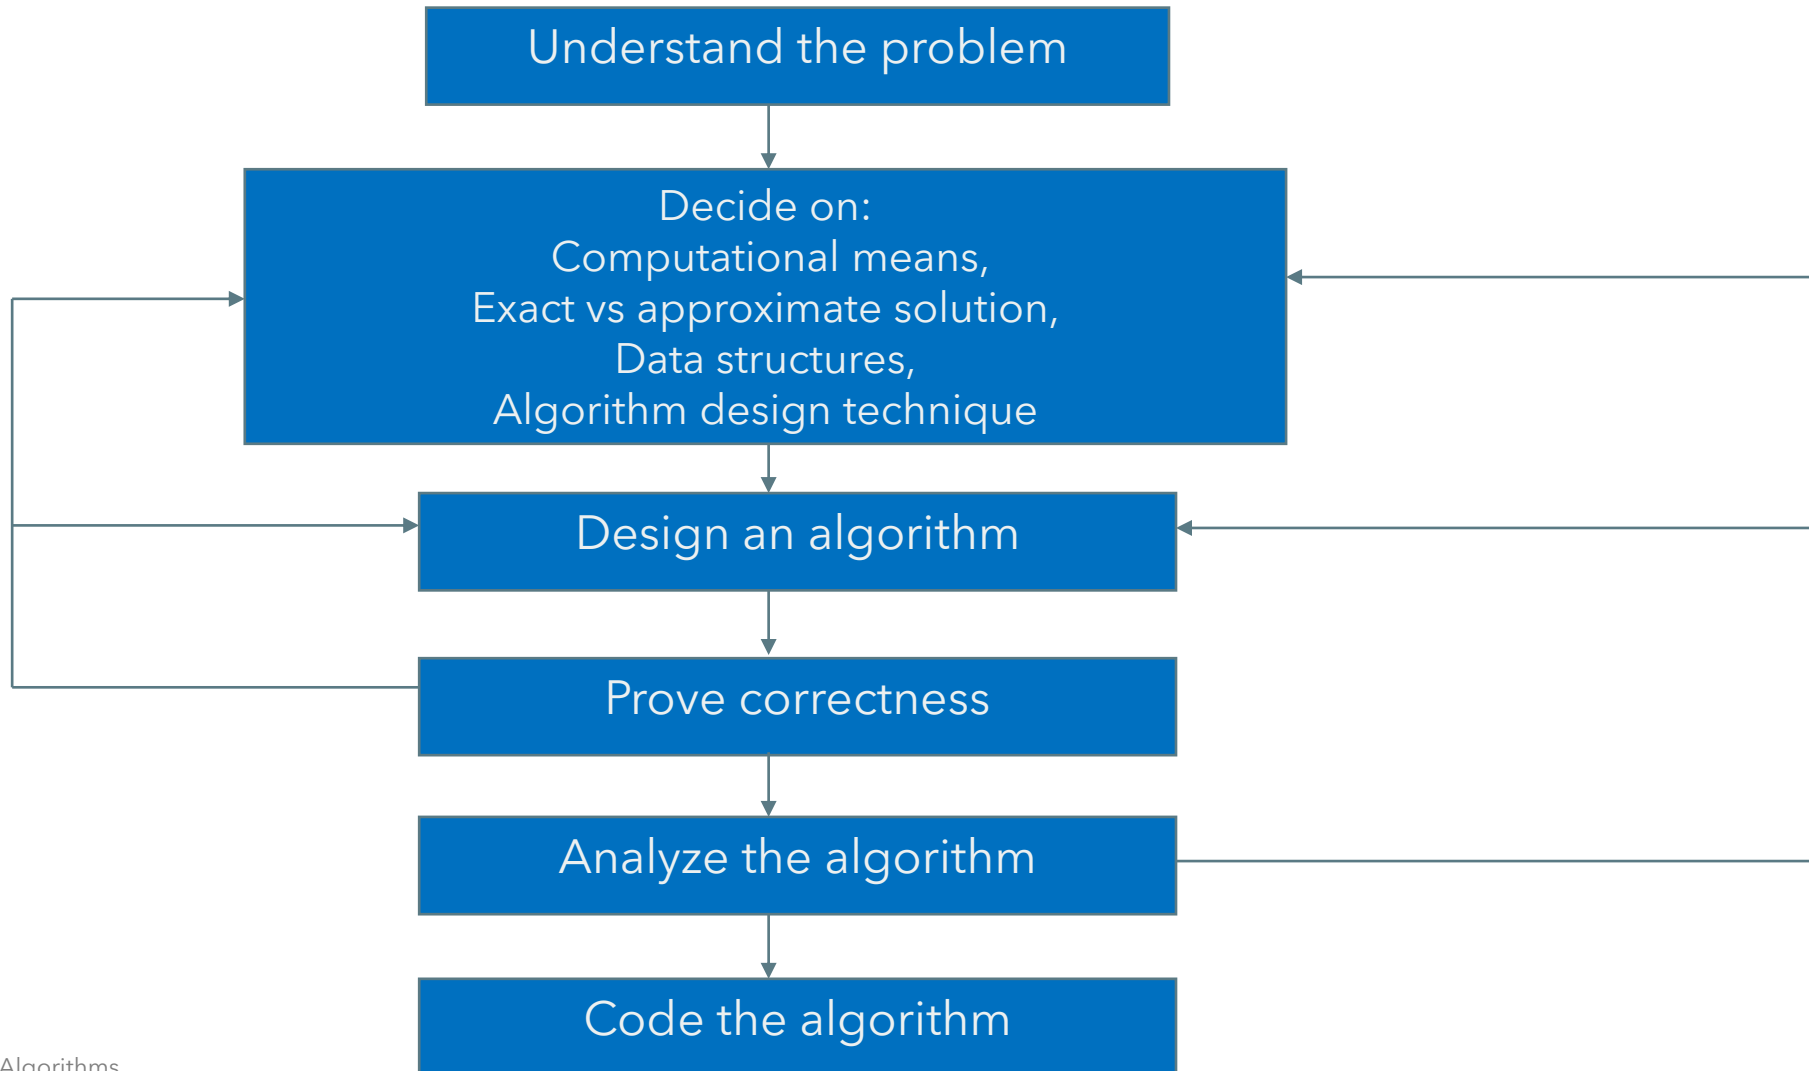 Understand the problem
Decide on:
Computational means,
Exact vs approximate solution,
Data structures,
Algorithm design technique
Design an algorithm
Prove correctness
Analyze the algorithm
Code the algorithm
Algorithms